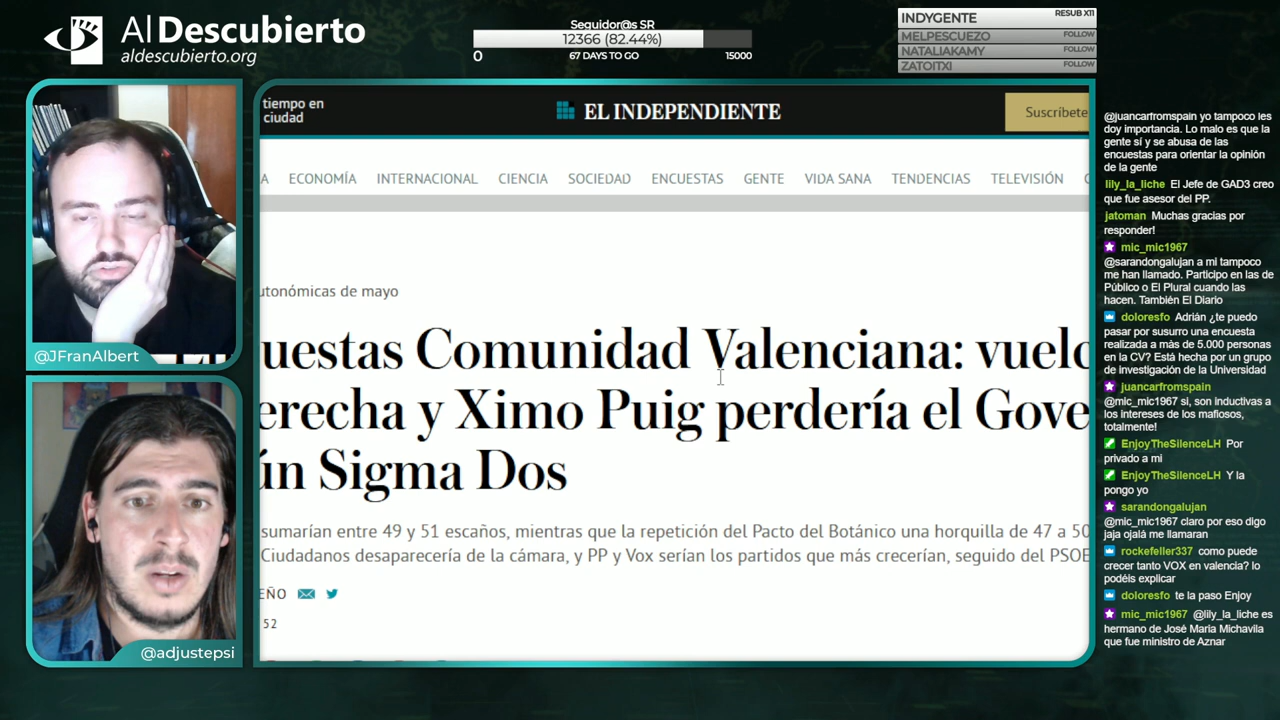 Al Descubierto
aldescubierto.org
Seguidor@s SR
12366 (82.44%)
0
67 DAYS TO GO
15000
INDYGENTE
RESUB X11
MELPESCUEZO
FOLLOW
NATALIAKAMY
FOLLOW
ZATOITXI
FOLLOW
tiempo en
ciudad
EL INDEPENDIENTE
Suscríbete
A ECONOMÍA INTERNACIONAL CIENCIA SOCIEDAD ENCUESTAS GENTE VIDA SANA TENDENCIAS TELEVISIÓN
utonómicas de mayo
uestas Comunidad Valenciana: vuelc
erecha y Ximo Puig perdería el Gove
ún Sigma Dos
sumarían entre 49 y 51 escaños, mientras que la repetición del Pacto del Botánico una horquilla de 47 a 50
Ciudadanos desaparecería de la cámara, y PP y Vox serían los partidos que más crecerían, seguido del PSOE
EÑO
52
@JFranAlbert
@adjustepsi
@juancarfromspain yo tampoco les
doy importancia. Lo malo es que la
gente sí y se abusa de las
encuestas para orientar la opinión
de la gente
lily_la_liche El Jefe de GAD3 creo
que fue asesor del PP.
jatoman Muchas gracias por
responder!
mic_mic1967
@sarandongalujan a mi tampoco
me han llamado. Participo en las de
Público o El Plural cuando las
hacen. También El Diario
doloresfo Adrián ¿te puedo
pasar por susurro una encuesta
realizada a más de 5.000 personas
en la CV? Está hecha por un grupo
de investigación de la Universidad
juancarfromspain
@mic_mic1967 si, son inductivas a
los intereses de los mafiosos,
totalmente!
EnjoyTheSilenceLH Por
privado a mi
EnjoyTheSilenceLH Y la
pongo yo
sarandongalujan
@mic_mic1967 claro por eso digo
jaja ojalá me llamaran
rockefeller337 como puede
crecer tanto VOX en valencia? lo
podéis explicar
doloresfo te la paso Enjoy
mic_mic1967 @lily_la_liche es
hermano de José María Michavila
que fue ministro de Aznar